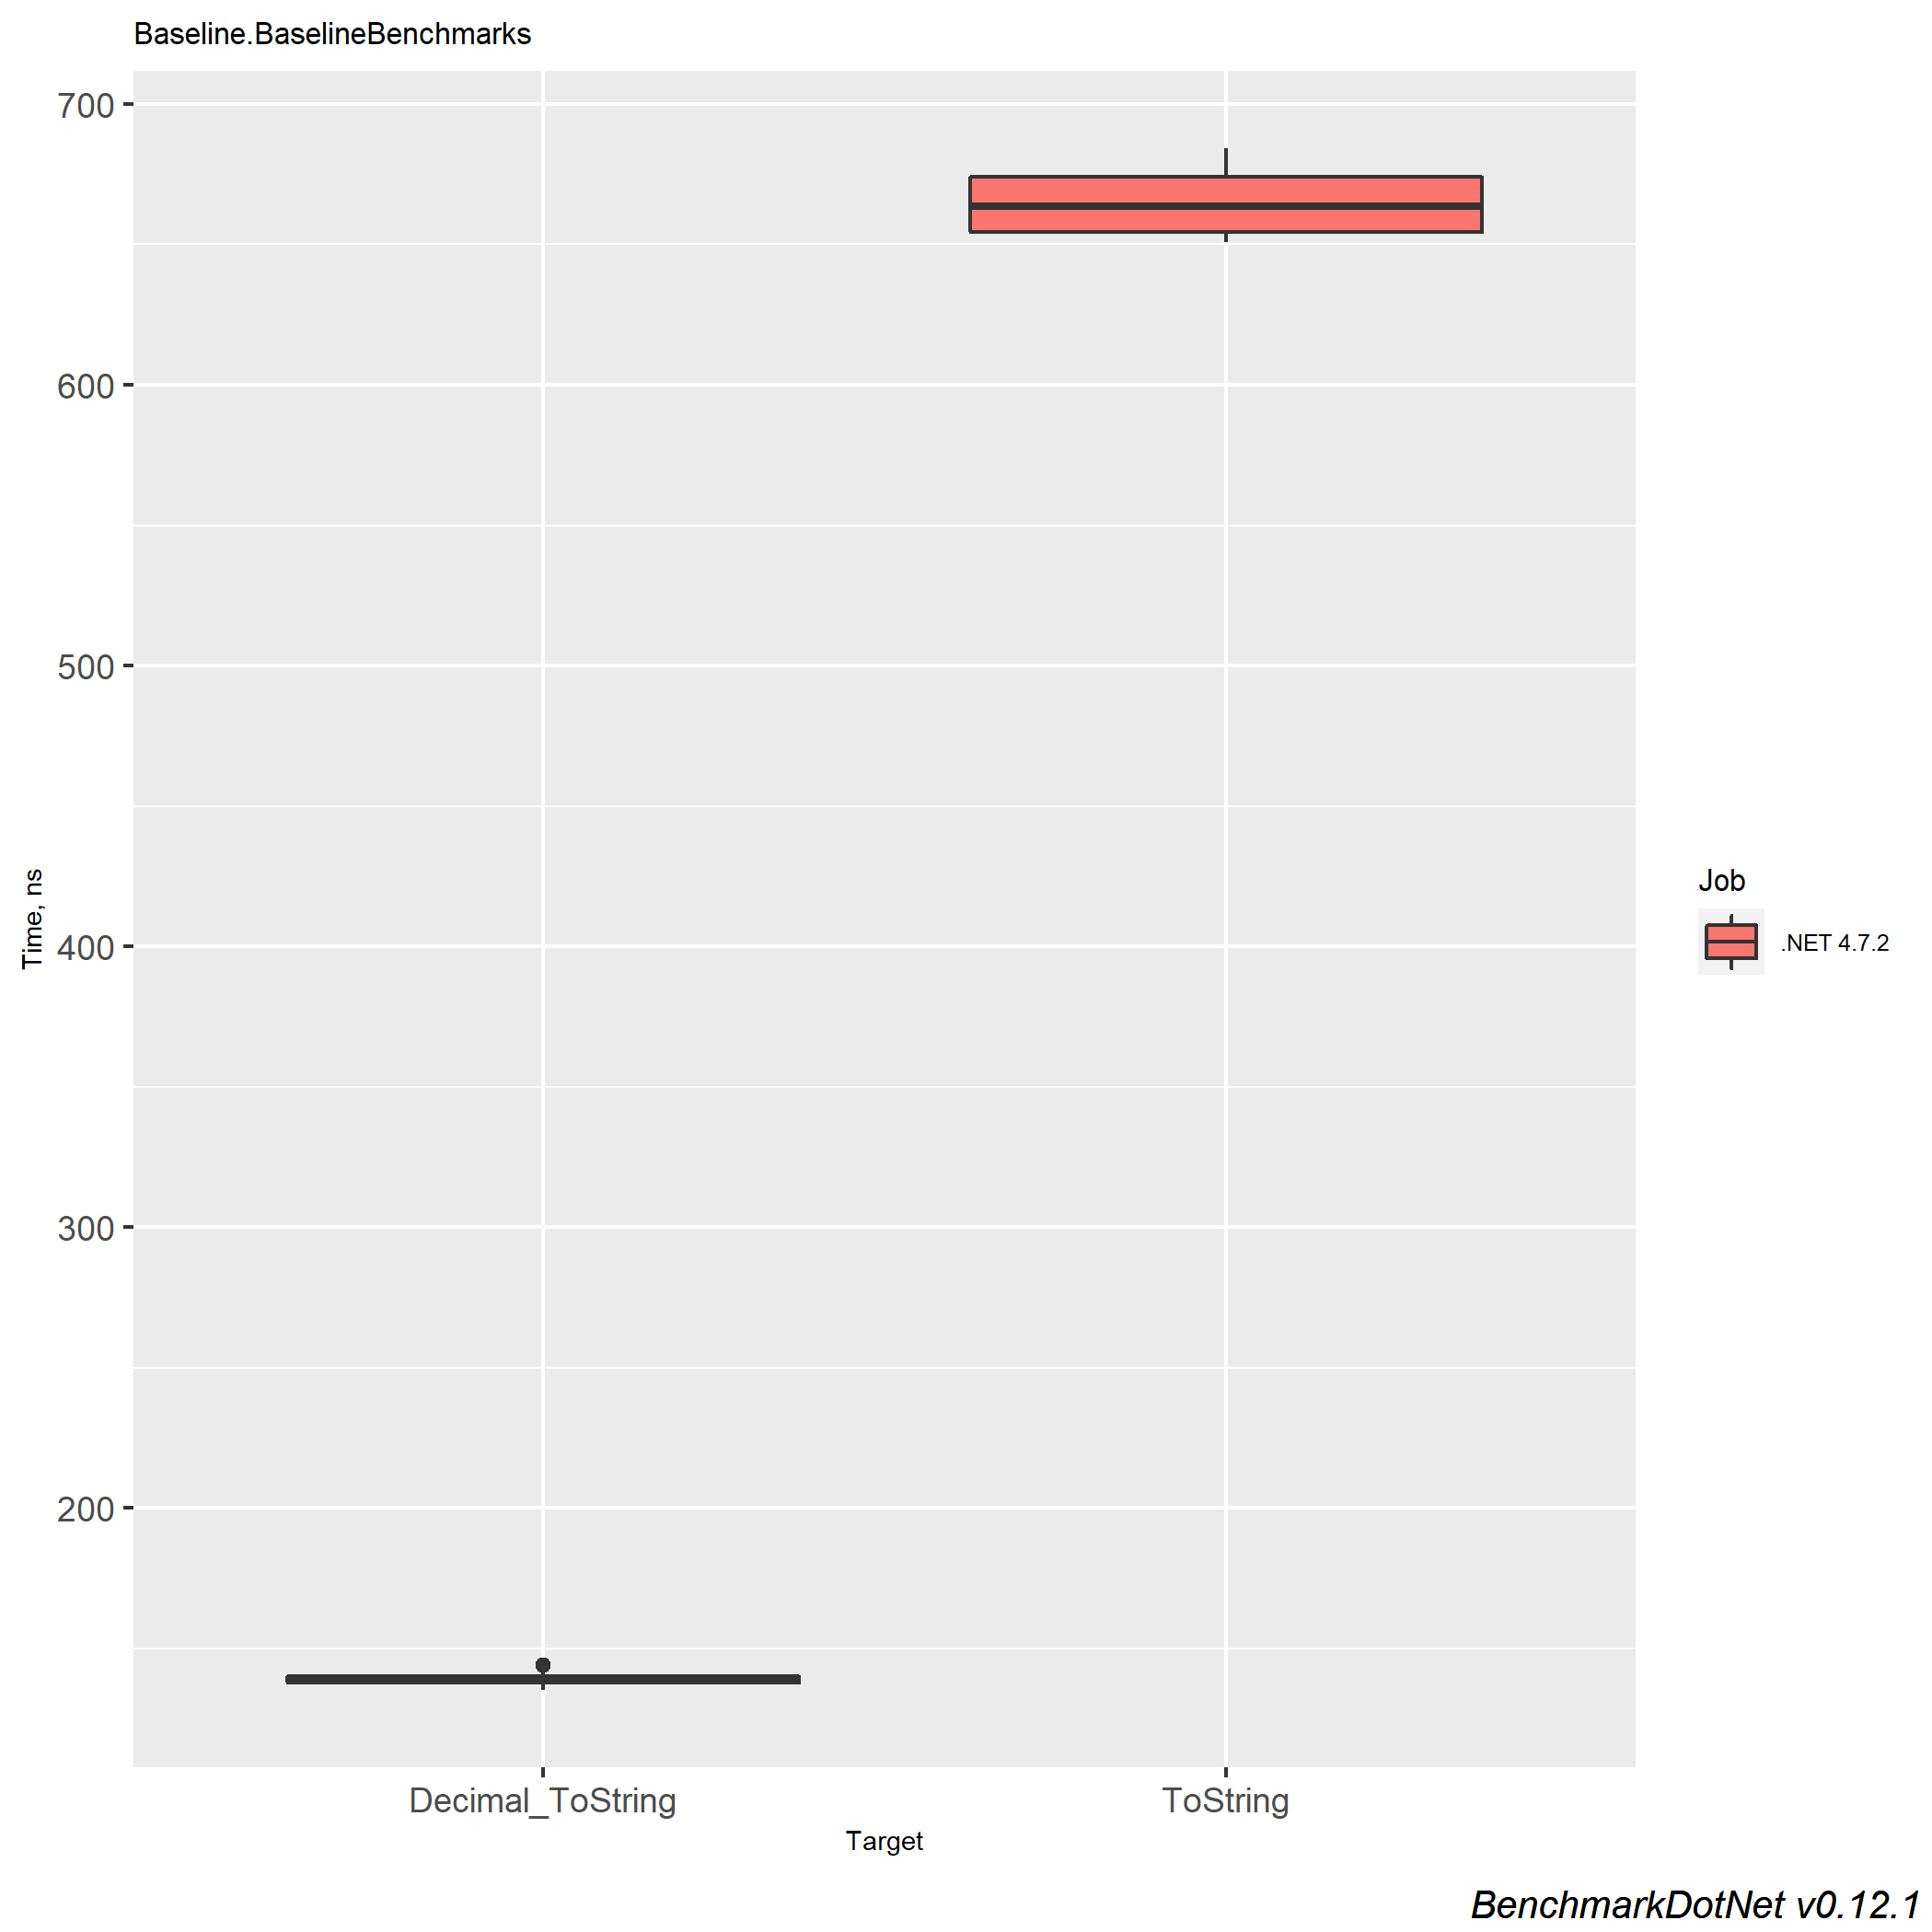 Baseline.BaselineBenchmarks
700
600
500
400
300
200
Time, ns
Decimal_ToString
ToString
Target
Job
.NET 4.7.2
BenchmarkDotNet v0.12.1